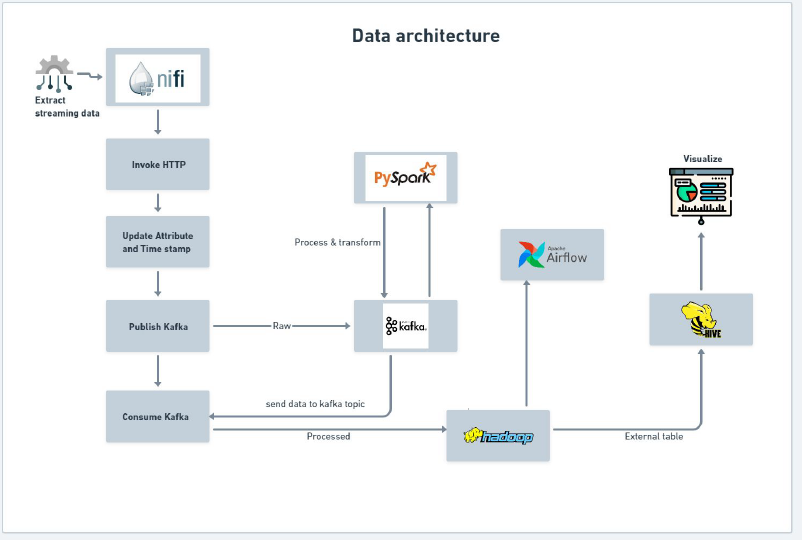 Data architecture
nifi
Extract
streaming data
Invoke HTTP
PySpark
Visualize
Update Attribute
and Time stamp
Process & transform
Apache
Airflow
Publish Kafka
Raw
kafka
HIVE
Consume Kafka
send data to kafka topic
Processed
hadoop
External table